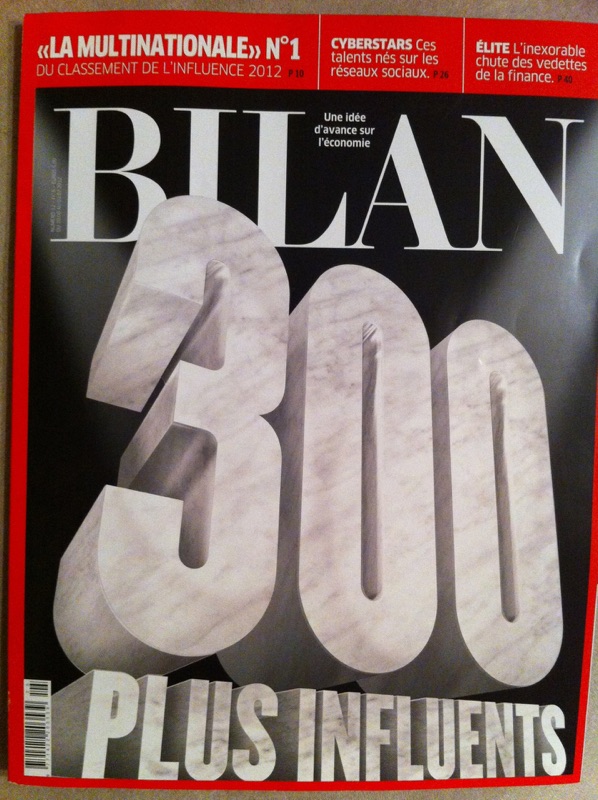 «LA MULTINATIONALE» N°1
DU CLASSEMENT DE L'INFLUENCE 2012 P 10
CYBERSTARS Ces
talents nés sur les
réseaux sociaux. P 26
ÉLITE L'inexorable
chute des vedettes
de la finance. P 40
BILAN
Une idée
d'avance sur
l'économie
300
PLUS INFLUENTS